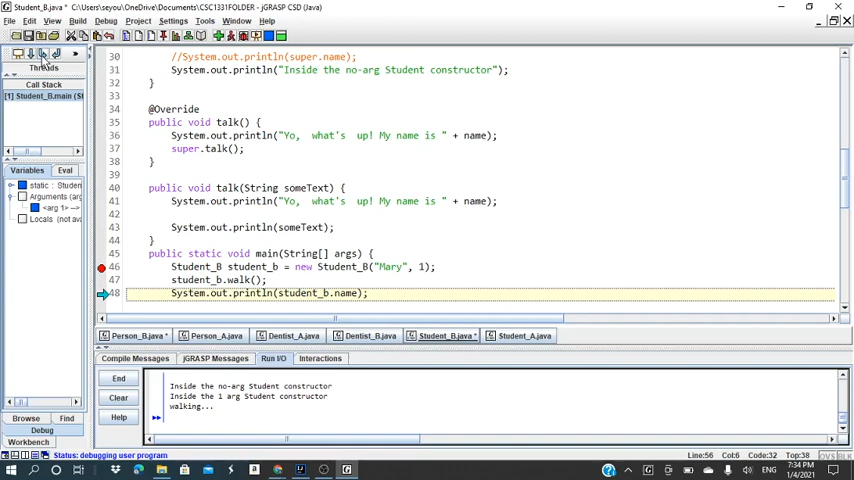 Student_B.java* - C:\Users\seyou\OneDrive\Documents\CSC1331FOLDER - jGRASP CSD (Java)
File Edit View Build Debug Project Settings Tools Window Help
Threads
Call Stack
[1] Student_B.main
Variables Eval
static : Studen
Arguments (arg
<arg 1> -->
Locals (not ava
Browse Find
Debug
Workbench
30 //System.out.println(super.name);
31 System.out.println("Inside the no-arg Student constructor");
32 }
33
34 @Override
35 public void talk() {
36 System.out.println("Yo, what's up! My name is " + name);
37 super.talk();
38 }
39
40 public void talk(String someText) {
41 System.out.println("Yo, what's up! My name is " + name);
42
43 System.out.println(someText);
44 }
45 public static void main(String[] args) {
46 Student_B student_b = new Student_B("Mary", 1);
47 student_b.walk();
48 System.out.println(student_b.name);
Person_B.java* Person_A.java Dentist_A.java Dentist_B.java Student_B.java* Student_A.java
Compile Messages jGRASP Messages Run I/O Interactions
End
Clear
Help
Inside the no-arg Student constructor
Inside the 1 arg Student constructor
walking...
Status: debugging user program
Line:56 Col:6 Code:32 Top:38 OVS BLK
ENG
7:34 PM
1/4/2021